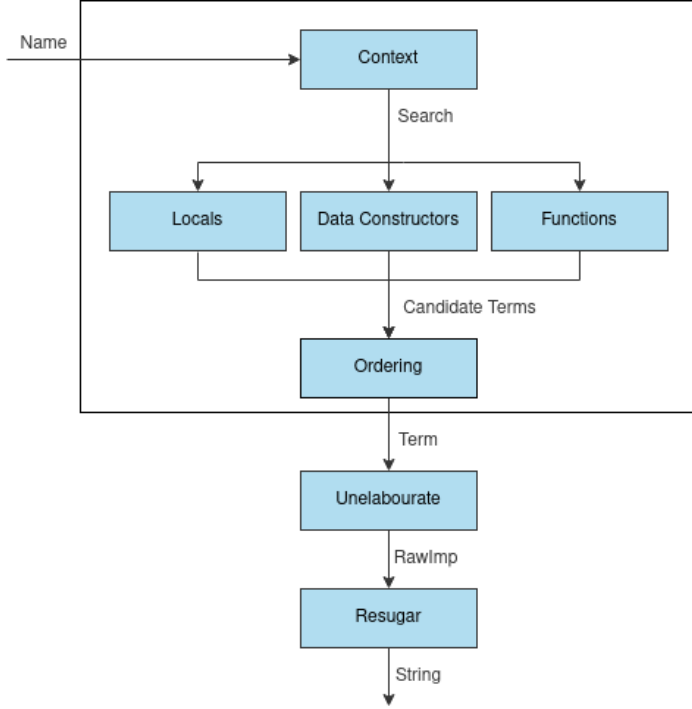 Name
Context
Search
Locals
Data Constructors
Functions
Candidate Terms
Ordering
Term
Unelabourate
RawImp
Resugar
String